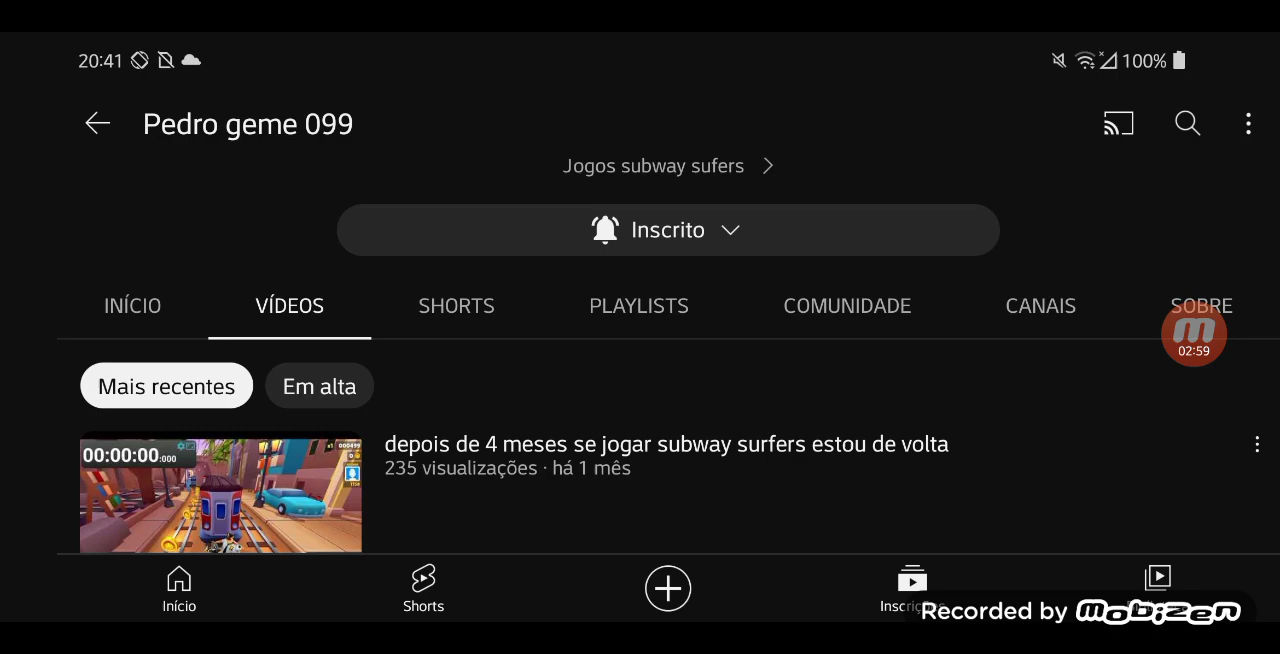 20:41
100%
Pedro geme 099
Jogos subway sufers
Inscrito
INÍCIO VÍDEOS SHORTS PLAYLISTS COMUNIDADE CANAIS SOBRE
02:59
Mais recentes Em alta
00:00:00:000
000499
depois de 4 meses se jogar subway surfers estou de volta
235 visualizações · há 1 mês
Início Shorts
Recorded by mobizen